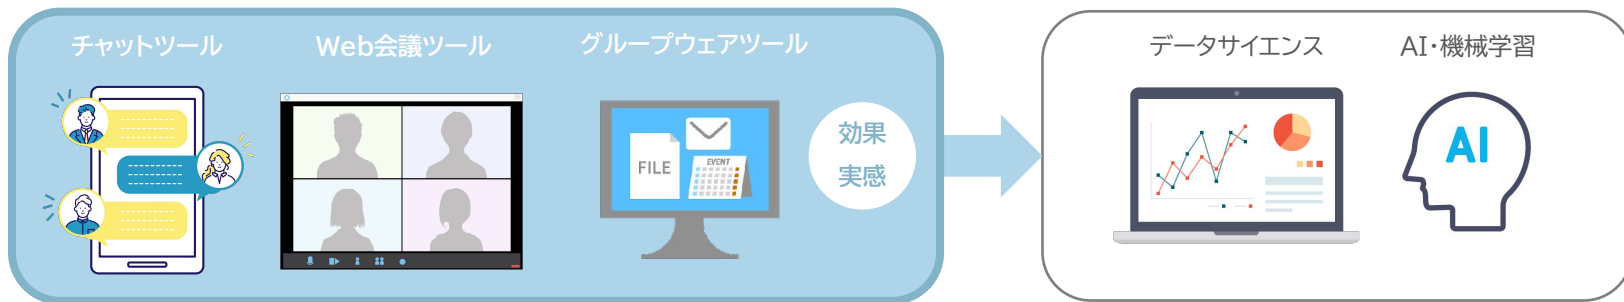 チャットツール
Web会議ツール
グループウェアツール
FILE
EVENT
効果
実感
データサイエンス
AI・機械学習
AI